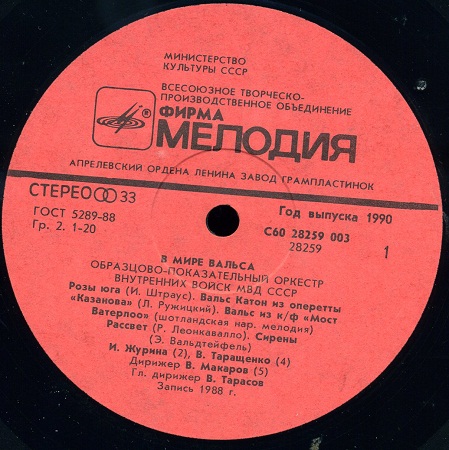 МИНИСТЕРСТВО
КУЛЬТУРЫ СССР
ВСЕСОЮЗНОЕ ТВОРЧЕСКО-
ПРОИЗВОДСТВЕННОЕ ОБЪЕДИНЕНИЕ
ФИРМА
МЕЛОДИЯ
АПРЕЛЕВСКИЙ ОРДЕНА ЛЕНИНА ЗАВОД ГРАМПЛАСТИНОК
СТЕРЕО 33
ГОСТ 5289-88
Гр. 2. 1-20
Год выпуска 1990
С60 28259 003
28259
1
В МИРЕ ВАЛЬСА
ОБРАЗЦОВО-ПОКАЗАТЕЛЬНЫЙ ОРКЕСТР
ВНУТРЕННИХ ВОЙСК МВД СССР
Розы юга (И. Штраус). Вальс Катон из оперетты
«Казанова» (Л. Ружицкий). Вальс из к/ф «Мост
Ватерлоо» (шотландская нар. мелодия)
Рассвет (Р. Леонкавалло). Сирены
(Э. Вальдтейфель)
И. Журина (2), В. Таращенко (4)
Дирижер В. Макаров (5)
Гл. дирижер В. Тарасов
Запись 1988 г.